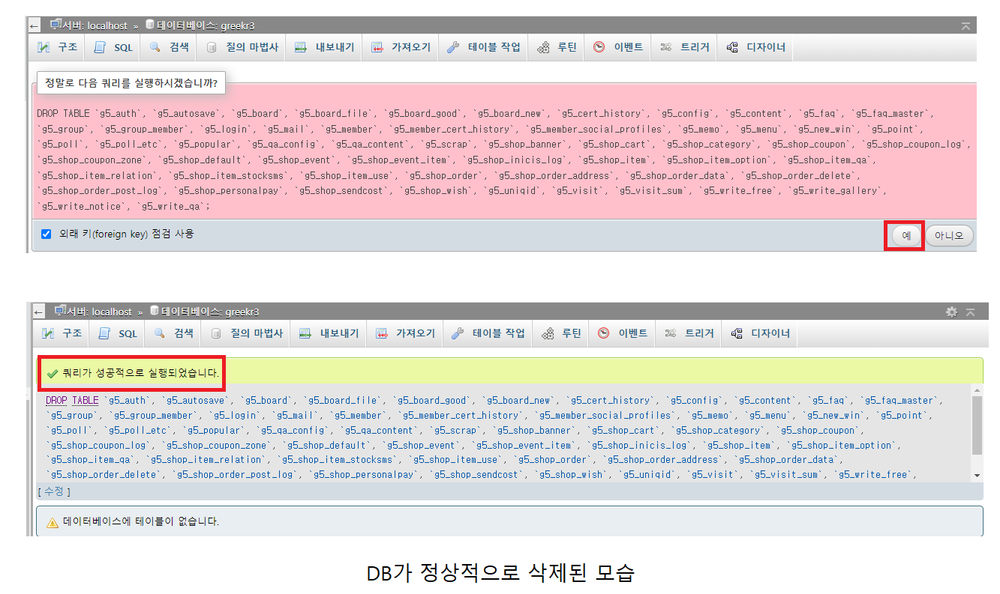 서버: localhost » 데이터베이스: greekr3
구조 SQL 검색 질의 마법사 내보내기 가져오기 테이블 작업 루틴 이벤트 트리거 디자이너
정말로 다음 쿼리를 실행하시겠습니까?
DROP TABLE `g5_auth`, `g5_autosave`, `g5_board`, `g5_board_file`, `g5_board_good`, `g5_board_new`, `g5_cert_history`, `g5_config`, `g5_content`, `g5_faq`, `g5_faq_master`,
`g5_group`, `g5_group_member`, `g5_login`, `g5_mail`, `g5_member`, `g5_member_cert_history`, `g5_member_social_profiles`, `g5_memo`, `g5_menu`, `g5_new_win`, `g5_point`,
`g5_poll`, `g5_poll_etc`, `g5_popular`, `g5_qa_config`, `g5_qa_content`, `g5_scrap`, `g5_shop_banner`, `g5_shop_cart`, `g5_shop_category`, `g5_shop_coupon`, `g5_shop_coupon_log`,
`g5_shop_coupon_zone`, `g5_shop_default`, `g5_shop_event`, `g5_shop_event_item`, `g5_shop_inicis_log`, `g5_shop_item`, `g5_shop_item_option`, `g5_shop_item_qa`,
`g5_shop_item_relation`, `g5_shop_item_stocksms`, `g5_shop_item_use`, `g5_shop_order`, `g5_shop_order_address`, `g5_shop_order_data`, `g5_shop_order_delete`,
`g5_shop_order_post_log`, `g5_shop_personalpay`, `g5_shop_sendcost`, `g5_shop_wish`, `g5_uniqid`, `g5_visit`, `g5_visit_sum`, `g5_write_free`, `g5_write_gallery`,
`g5_write_notice`, `g5_write_qa`;
외래 키(foreign key) 점검 사용 예 아니오
서버: localhost » 데이터베이스: greekr3
구조 SQL 검색 질의 마법사 내보내기 가져오기 테이블 작업 루틴 이벤트 트리거 디자이너
쿼리가 성공적으로 실행되었습니다.
DROP TABLE `g5_auth`, `g5_autosave`, `g5_board`, `g5_board_file`, `g5_board_good`, `g5_board_new`, `g5_cert_history`, `g5_config`, `g5_content`, `g5_faq`, `g5_faq_master`,
`g5_group`, `g5_group_member`, `g5_login`, `g5_mail`, `g5_member`, `g5_member_cert_history`, `g5_member_social_profiles`, `g5_memo`, `g5_menu`, `g5_new_win`, `g5_point`,
`g5_poll`, `g5_poll_etc`, `g5_popular`, `g5_qa_config`, `g5_qa_content`, `g5_scrap`, `g5_shop_banner`, `g5_shop_cart`, `g5_shop_category`, `g5_shop_coupon`,
`g5_shop_coupon_log`, `g5_shop_coupon_zone`, `g5_shop_default`, `g5_shop_event`, `g5_shop_event_item`, `g5_shop_inicis_log`, `g5_shop_item`, `g5_shop_item_option`,
`g5_shop_item_qa`, `g5_shop_item_relation`, `g5_shop_item_stocksms`, `g5_shop_item_use`, `g5_shop_order`, `g5_shop_order_address`, `g5_shop_order_data`,
`g5_shop_order_delete`, `g5_shop_order_post_log`, `g5_shop_personalpay`, `g5_shop_sendcost`, `g5_shop_wish`, `g5_uniqid`, `g5_visit`, `g5_visit_sum`, `g5_write_free`,
[ 수정 ]
데이터베이스에 테이블이 없습니다.
DB가 정상적으로 삭제된 모습